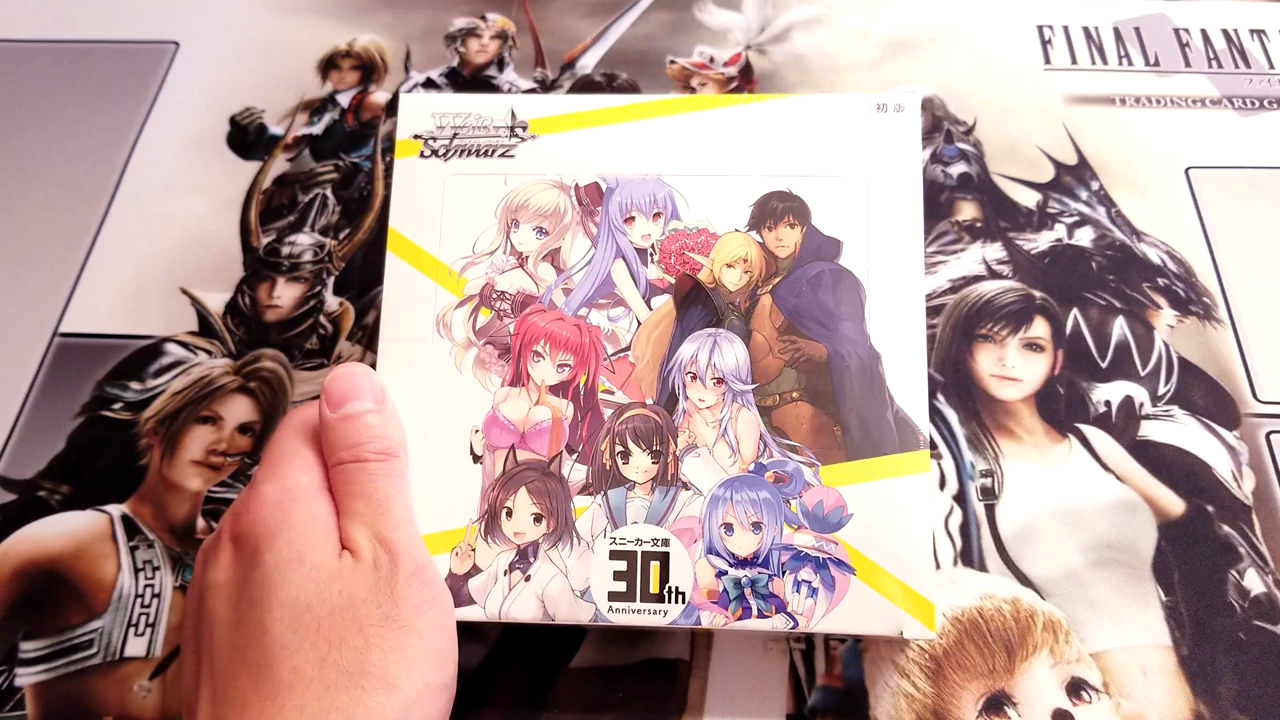 FINAL FANT
TRADING CARD G
初版
Weiß
Schwarz
スニーカー文庫
30th
Anniversary